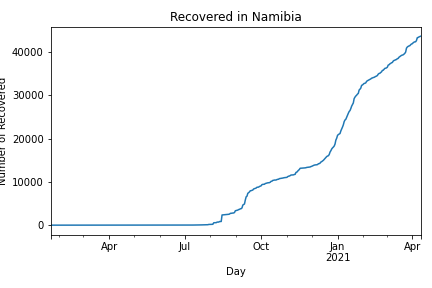 Recovered in Namibia
Number of Recovered
40000
30000
20000
10000
0
Apr
Jul
Oct
Jan
2021
Apr
Day